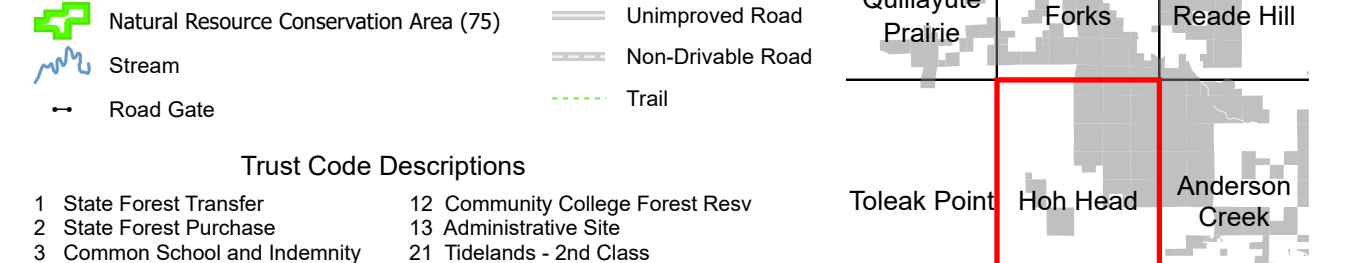 Natural Resource Conservation Area (75)
Stream
Road Gate
Unimproved Road
Non-Drivable Road
Trail
Trust Code Descriptions
1 State Forest Transfer
2 State Forest Purchase
3 Common School and Indemnity
12 Community College Forest Resv
13 Administrative Site
21 Tidelands - 2nd Class
Quillayute
Prairie
Forks
Reade Hill
Toleak Point
Hoh Head
Anderson
Creek